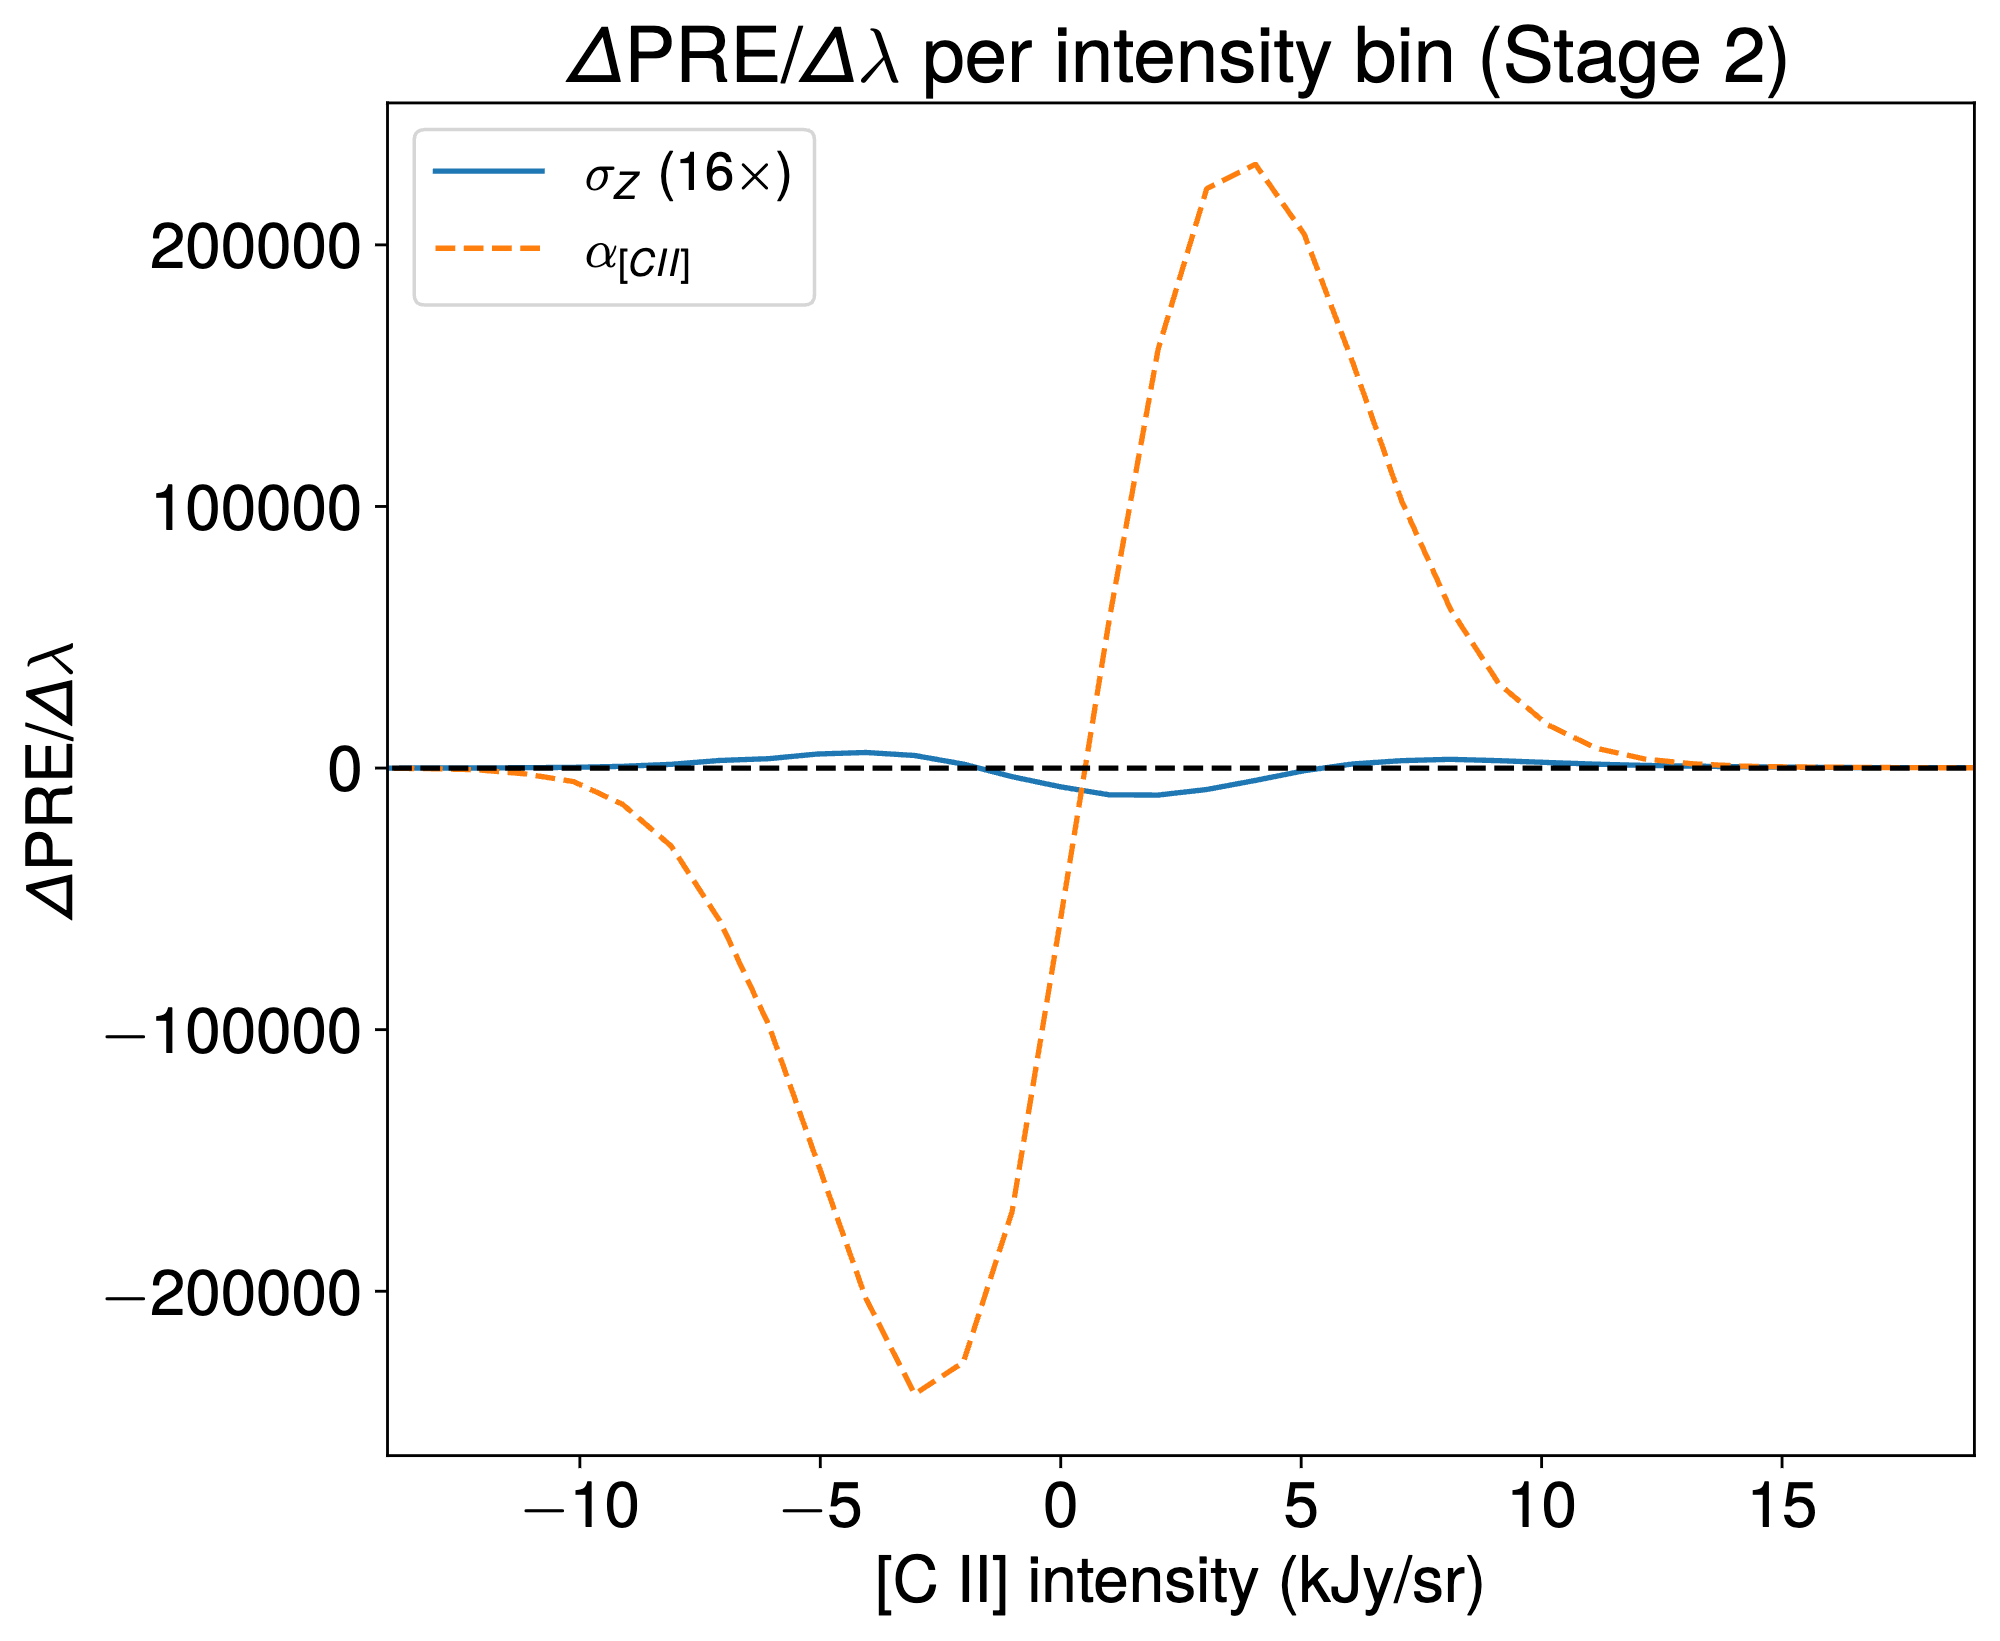 ΔPRE/Δλ per intensity bin (Stage 2)
σ_Z (16×)
α_[CII]
ΔPRE/Δλ
200000
100000
0
−100000
−200000
−10 −5 0 5 10 15
[C II] intensity (kJy/sr)